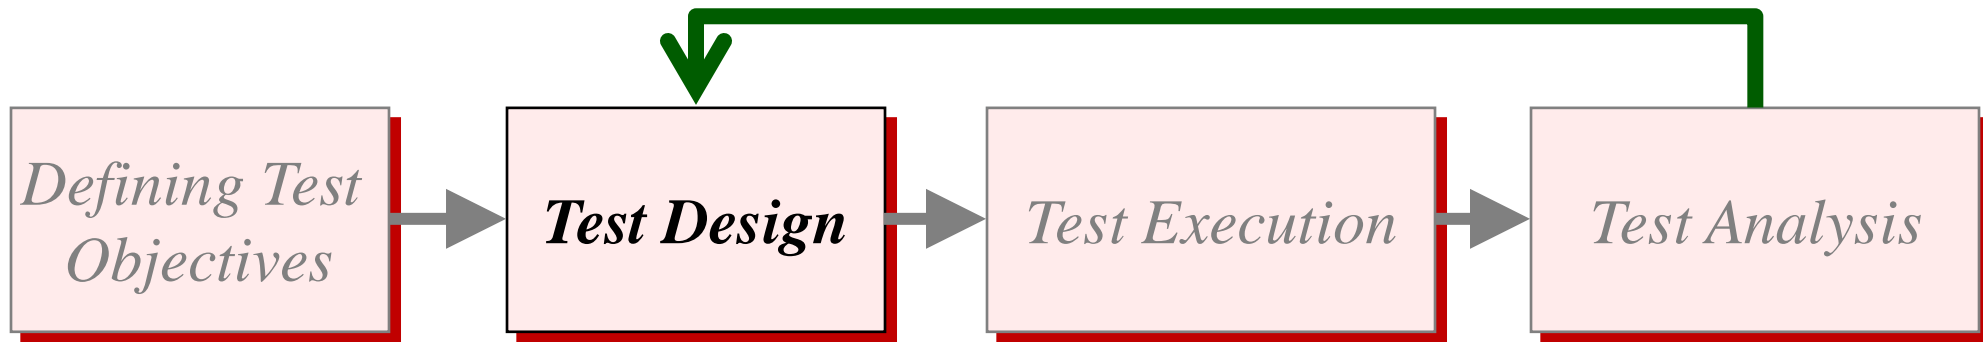 Defining Test
Objectives
Test Design
Test Execution
Test Analysis